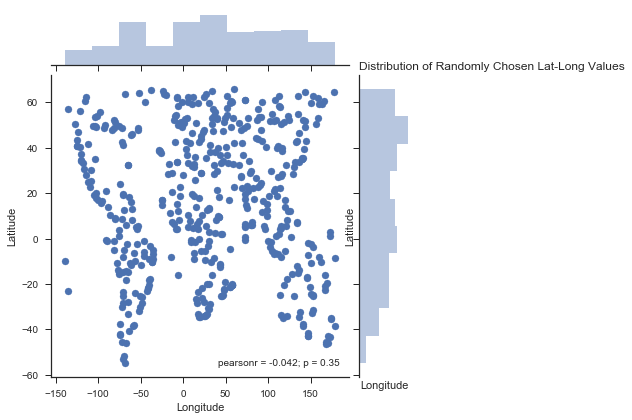 Distribution of Randomly Chosen Lat-Long Values
60
40
20
0
−20
−40
−60
Latitude
Latitude
pearsonr = -0.042; p = 0.35
−150 −100 −50 0 50 100 150
Longitude
Longitude